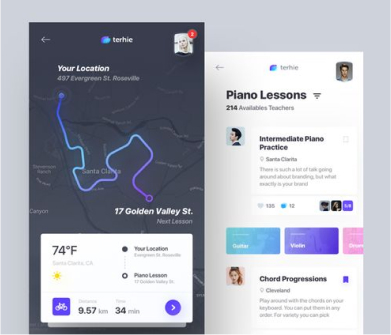 terhie
2
Your Location
497 Evergreen St. Roseville
Santa Clarita
Canyon
17 Golden Valley St.
Next Lesson
74°F
Santa Clarita, CA
Your Location
Evergreen St. Roseville
Piano Lesson
17 Golden Valley St.
Distance
Time
9.57 km
34 min
terhie
Piano Lessons
214 Availables Teachers
Intermediate Piano
Practice
Santa Clarita
There is such a lot of talk going
around about branding, but what
exactly is your brand
195
12
Guitar
Violin
Drum
Chord Progressions
Cleveland
Play around with the chords on your
keyboard. You can put them in any
order. For variety you can pick